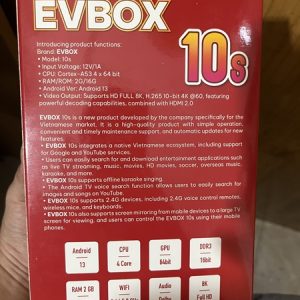 EVBOX
10s
Introducing product functions:
Brand: EVBOX
• Model: 10s
• Input Voltage: 12V/1A
• CPU: Cortex-A53 4 x 64 bit
• RAM/ROM: 2G/16G
• Android Ver: Android 13
• Video Output: Supports HD FULL 8K, H.265 10-bit 4K @60, featuring
powerful decoding capabilities, combined with HDMI 2.0
EVBOX 10s is a new product developed by the company specifically for the
Vietnamese market. It is a high-quality product with simple operation,
convenient and timely maintenance support, and automatic updates for new
features.
• EVBOX 10s integrates a native Vietnamese ecosystem, including support
for Google and YouTube services.
• Users can easily search for and download entertainment applications such
as live TV streaming, music, movies, HD movies, soccer, overseas music,
karaoke, and more.
• EVBOX 10s supports offline karaoke singing.
• The Android TV voice search function allows users to easily search for
images and songs on YouTube.
• EVBOX 10s supports 2.4G devices, including 2.4G voice control remotes,
wireless mice, and keyboards.
• EVBOX 10s also supports screen mirroring from mobile devices to a large TV
screen for viewing, and users can control the EVBOX 10s using their mobile
phones.
Android
13
CPU
4 Core
GPU
64bit
DDR3
16bit
RAM 2 GB
WIFI
Audio
8K
Full HD